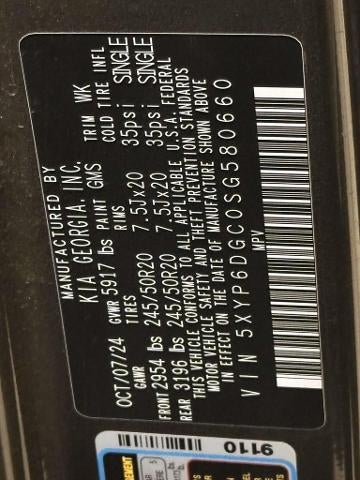 MANUFACTURED BY
KIA GEORGIA, INC.
OCT/07/24 GVWR 5917 lbs PAINT GMS TRIM WK
GAWR TIRES RIMS COLD TIRE INFL
FRONT 2954 lbs 245/50R20 7.5Jx20 35psi SINGLE
REAR 3196 lbs 245/50R20 7.5Jx20 35psi SINGLE
THIS VEHICLE CONFORMS TO ALL APPLICABLE U.S.A. FEDERAL
MOTOR VEHICLE SAFETY AND THEFT PREVENTION STANDARDS
IN EFFECT ON THE DATE OF MANUFACTURE SHOWN ABOVE
VIN 5XYP6DGC0SG580660
MPV
9110